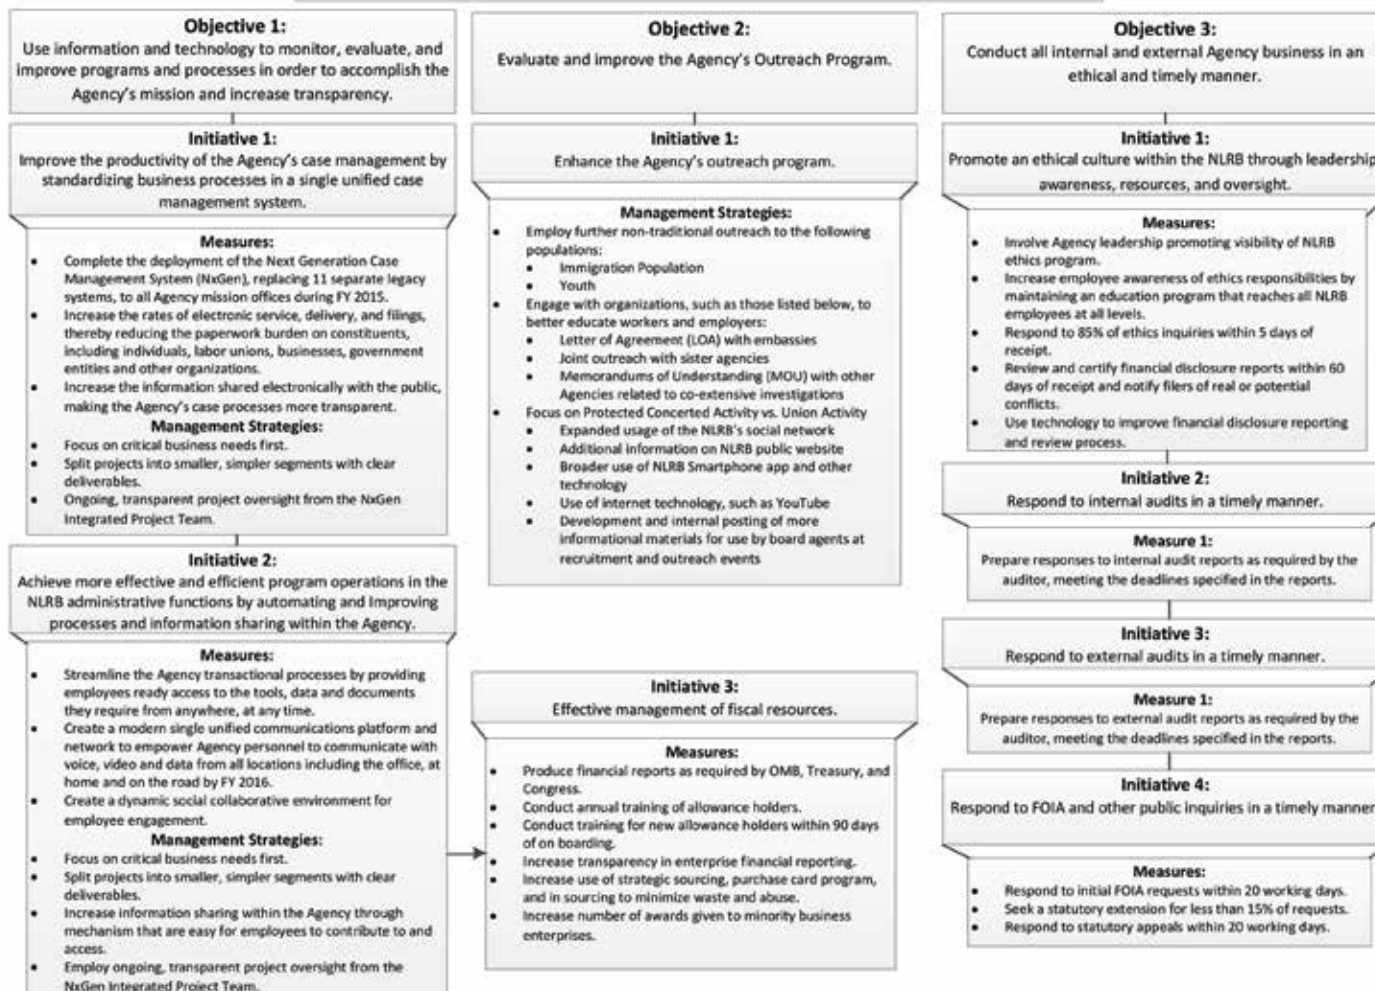 Objective 1:
Use information and technology to monitor, evaluate, and
improve programs and processes in order to accomplish the
Agency's mission and increase transparency.
Initiative 1:
Improve the productivity of the Agency's case management by
standardizing business processes in a single unified case
management system.
Measures:
• Complete the deployment of the Next Generation Case
Management System (NxGen), replacing 11 separate legacy
systems, to all Agency mission offices during FY 2015.
• Increase the rates of electronic service, delivery, and filings,
thereby reducing the paperwork burden on constituents,
including individuals, labor unions, businesses, government
entities and other organizations.
• Increase the information shared electronically with the public,
making the Agency's case processes more transparent.
Management Strategies:
• Focus on critical business needs first.
• Split projects into smaller, simpler segments with clear
deliverables.
• Ongoing, transparent project oversight from the NxGen
Integrated Project Team.
Initiative 2:
Achieve more effective and efficient program operations in the
NLRB administrative functions by automating and Improving
processes and information sharing within the Agency.
Measures:
• Streamline the Agency transactional processes by providing
employees ready access to the tools, data and documents
they require from anywhere, at any time.
• Create a modern single unified communications platform and
network to empower Agency personnel to communicate with
voice, video and data from all locations including the office, at
home and on the road by FY 2016.
• Create a dynamic social collaborative environment for
employee engagement.
Management Strategies:
• Focus on critical business needs first.
• Split projects into smaller, simpler segments with clear
deliverables.
• Increase information sharing within the Agency through
mechanism that are easy for employees to contribute to and
access.
• Employ ongoing, transparent project oversight from the
NxGen Integrated Project Team.
Objective 2:
Evaluate and improve the Agency's Outreach Program.
Initiative 1:
Enhance the Agency's outreach program.
Management Strategies:
• Employ further non-traditional outreach to the following
populations:
• Immigration Population
• Youth
• Engage with organizations, such as those listed below, to
better educate workers and employers:
• Letter of Agreement (LOA) with embassies
• Joint outreach with sister agencies
• Memorandums of Understanding (MOU) with other
Agencies related to co-extensive investigations
• Focus on Protected Concerted Activity vs. Union Activity
• Expanded usage of the NLRB's social network
• Additional information on NLRB public website
• Broader use of NLRB Smartphone app and other
technology
• Use of internet technology, such as YouTube
• Development and internal posting of more
informational materials for use by board agents at
recruitment and outreach events
Initiative 3:
Effective management of fiscal resources.
Measures:
• Produce financial reports as required by OMB, Treasury, and
Congress.
• Conduct annual training of allowance holders.
• Conduct training for new allowance holders within 90 days
of on boarding.
• Increase transparency in enterprise financial reporting.
• Increase use of strategic sourcing, purchase card program,
and in sourcing to minimize waste and abuse.
• Increase number of awards given to minority business
enterprises.
Objective 3:
Conduct all internal and external Agency business in an
ethical and timely manner.
Initiative 1:
Promote an ethical culture within the NLRB through leadership
awareness, resources, and oversight.
Measures:
• Involve Agency leadership promoting visibility of NLRB
ethics program.
• Increase employee awareness of ethics responsibilities by
maintaining an education program that reaches all NLRB
employees at all levels.
• Respond to 85% of ethics inquiries within 5 days of
receipt.
• Review and certify financial disclosure reports within 60
days of receipt and notify filers of real or potential
conflicts.
• Use technology to improve financial disclosure reporting
and review process.
Initiative 2:
Respond to internal audits in a timely manner.
Measure 1:
Prepare responses to internal audit reports as required by the
auditor, meeting the deadlines specified in the reports.
Initiative 3:
Respond to external audits in a timely manner.
Measure 1:
Prepare responses to external audit reports as required by the
auditor, meeting the deadlines specified in the reports.
Initiative 4:
Respond to FOIA and other public inquiries in a timely manner
Measures:
• Respond to initial FOIA requests within 20 working days.
• Seek a statutory extension for less than 15% of requests.
• Respond to statutory appeals within 20 working days.